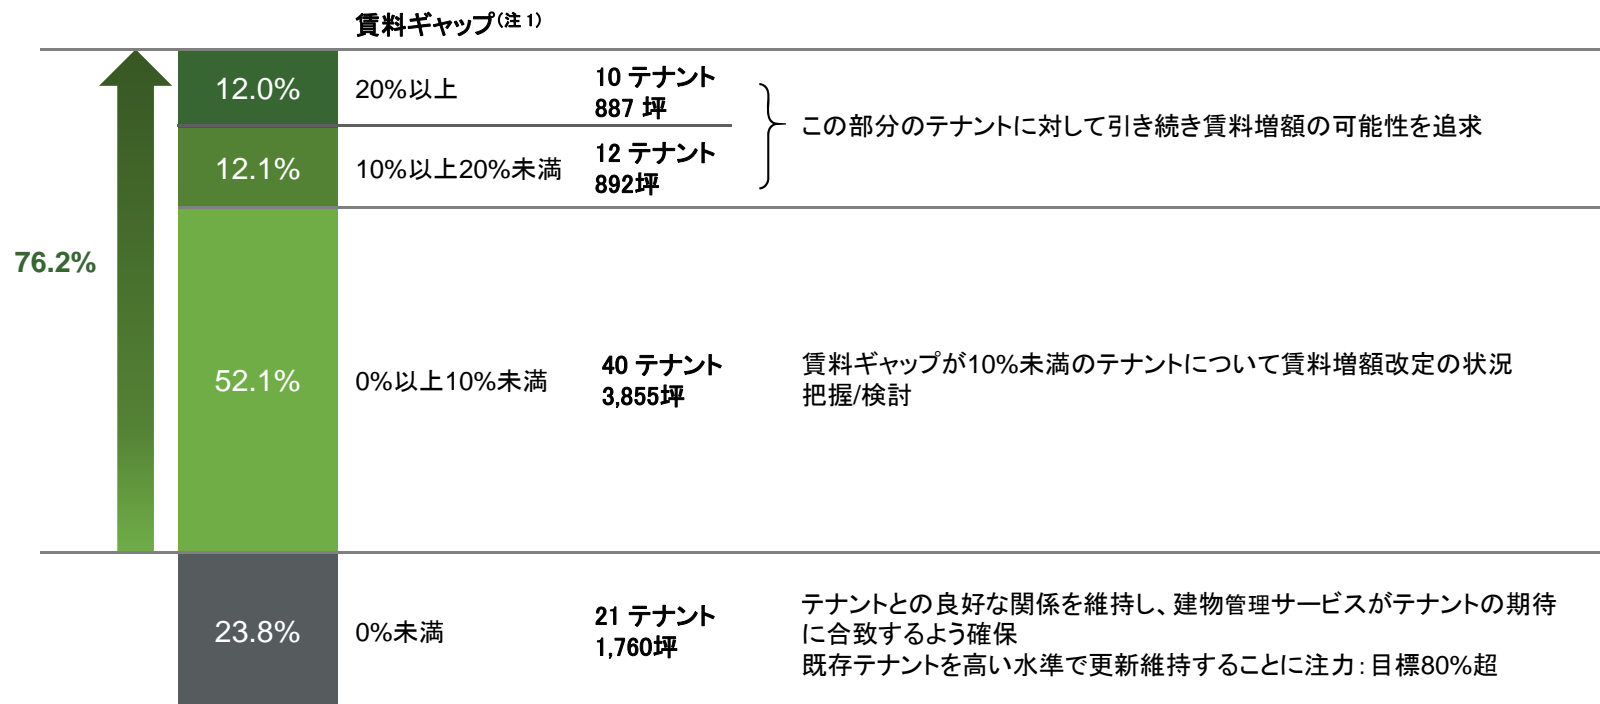 賃料ギャップ(注1)
12.0%
20%以上
10 テナント
887 坪
この部分のテナントに対して引き続き賃料増額の可能性を追求
12.1%
10%以上20%未満
12 テナント
892坪
76.2%
52.1%
0%以上10%未満
40 テナント
3,855坪
賃料ギャップが10%未満のテナントについて賃料増額改定の状況
把握/検討
23.8%
0%未満
21 テナント
1,760坪
テナントとの良好な関係を維持し、建物管理サービスがテナントの期待
に合致するよう確保
既存テナントを高い水準で更新維持することに注力：目標80%超